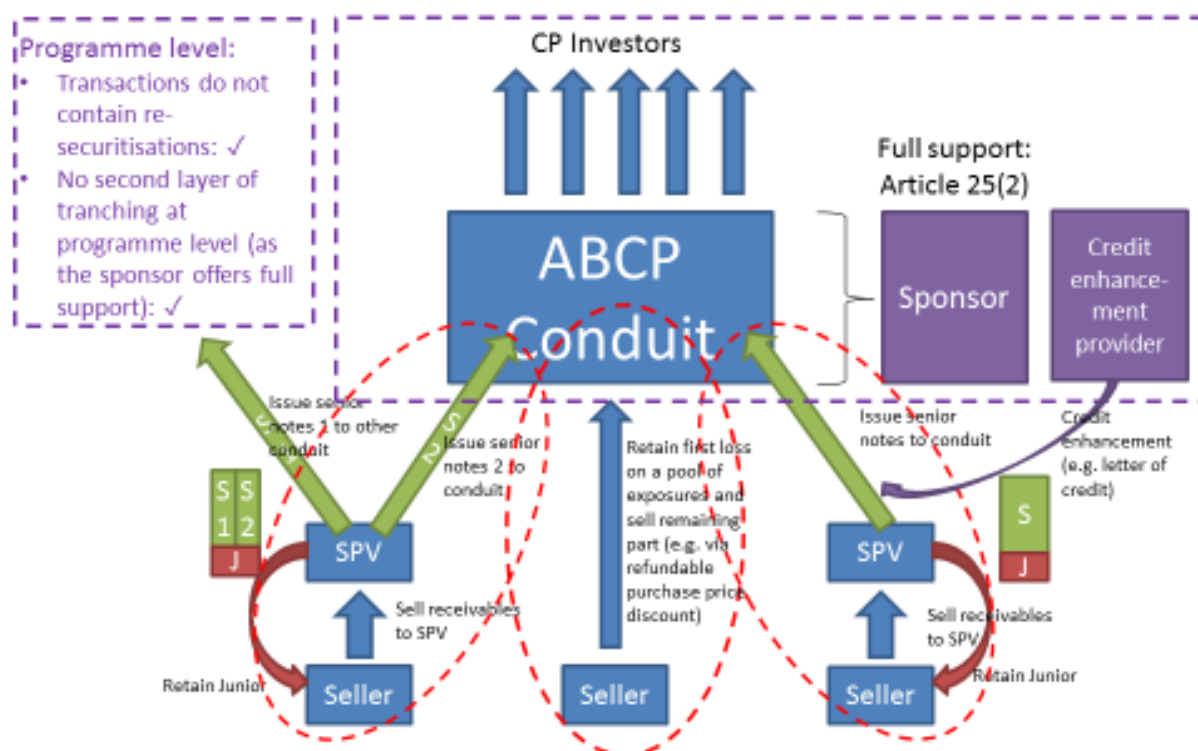 Programme level:
• Transactions do not
contain re-
securitisations: ✓
• No second layer of
tranching at
programme level (as
the sponsor offers full
support): ✓
CP Investors
Full support:
Article 25(2)
ABCP
Conduit
Sponsor
Credit
enhance-
ment
provider
Issue senior
notes 1 to other
conduit
S
2
Issue senior
notes 2 to
conduit
Retain first loss
on a pool of
exposures and
sell remaining
part (e.g. via
refundable
purchase price
discount)
Issue senior
notes to conduit
Credit
enhancement
(e.g. letter of
credit)
S S
1 2
J
SPV
SPV
S
J
Sell receivables
to SPV
Sell receivables
to SPV
Retain Junior
Seller
Seller
Seller
Retain Junior